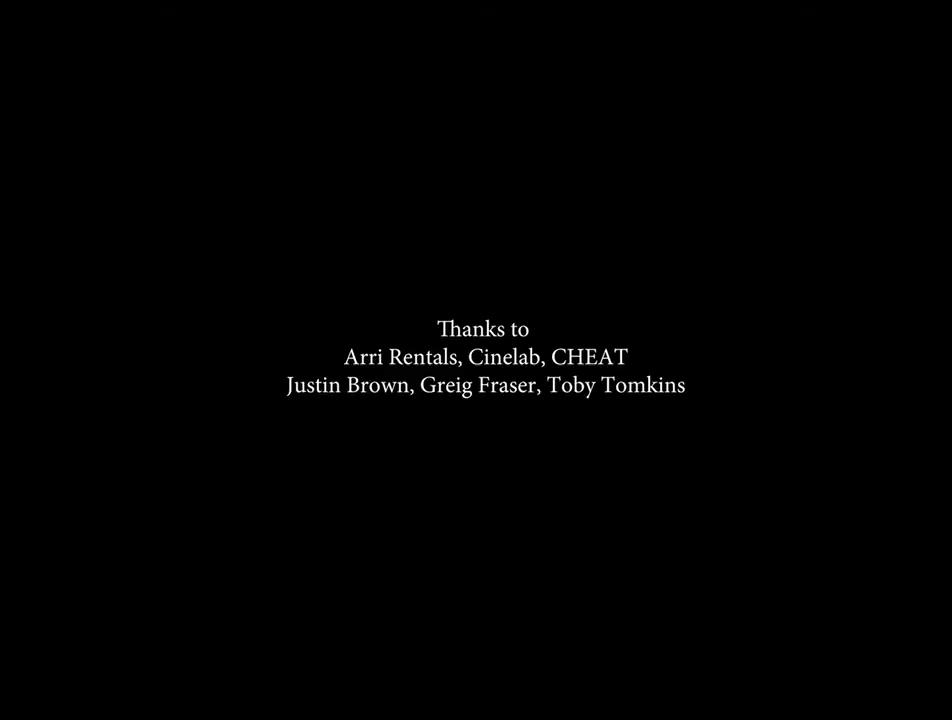 Thanks to
Arri Rentals, Cinelab, CHEAT
Justin Brown, Greig Fraser, Toby Tomkins